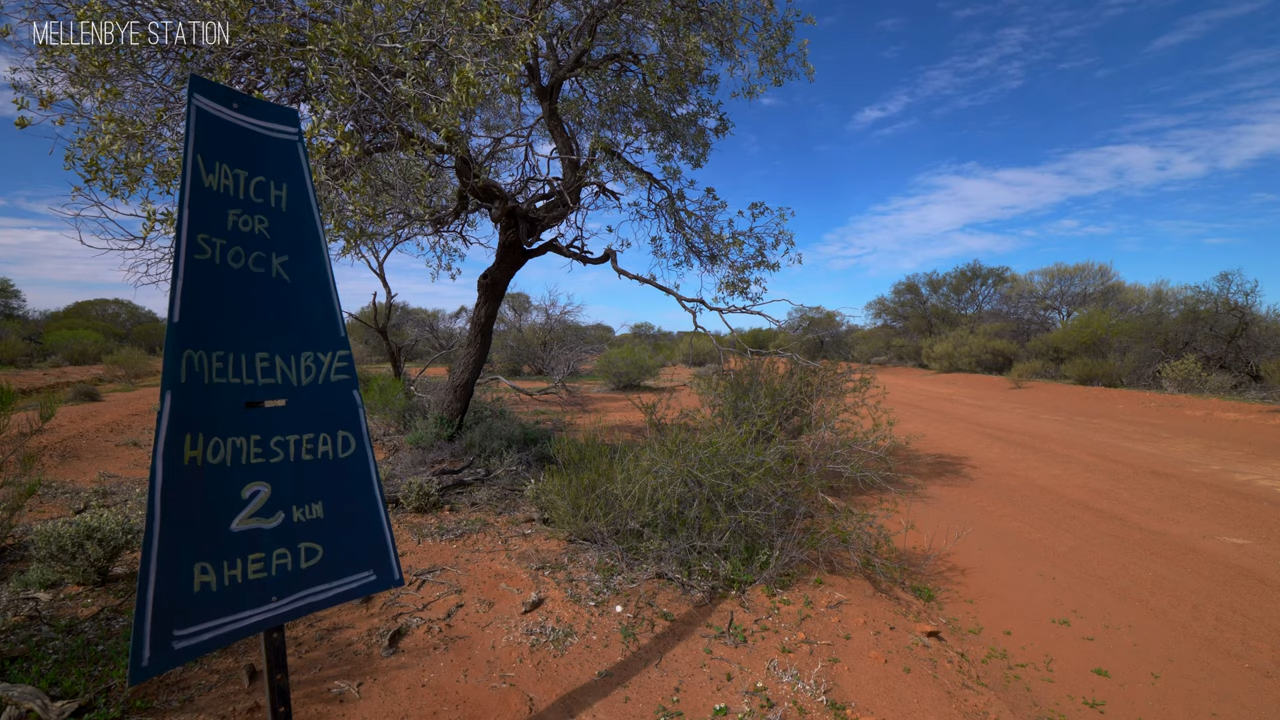 MELLENBYE STATION
WATCH
FOR
STOCK
MELLENBYE
HOMESTEAD
2 KLM
AHEAD